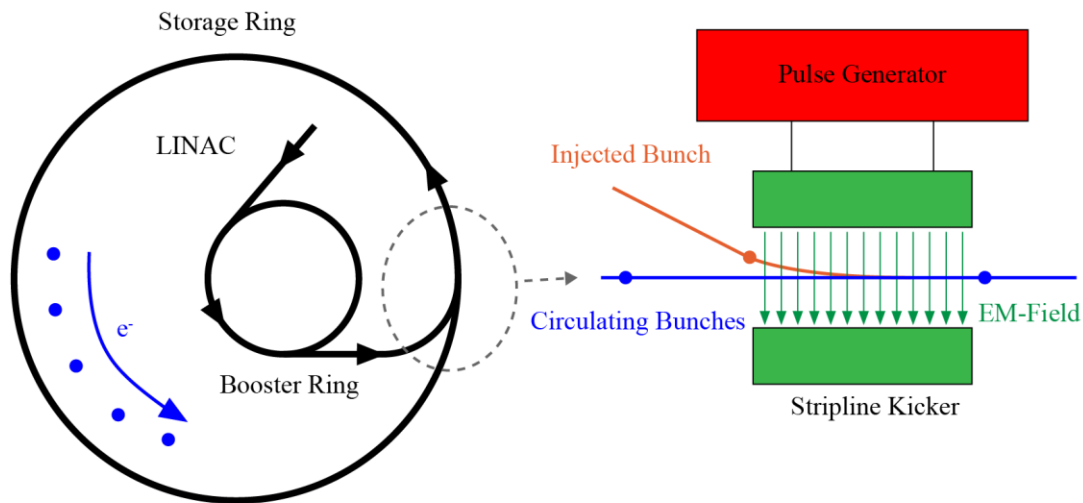 Storage Ring
LINAC
e-
Booster Ring
Pulse Generator
Injected Bunch
Circulating Bunches
EM-Field
Stripline Kicker